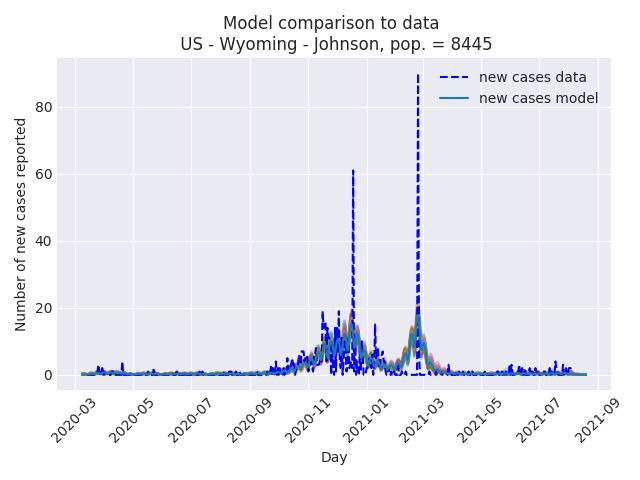 Model comparison to data
US - Wyoming - Johnson, pop. = 8445
new cases data
new cases model
Number of new cases reported
80
60
40
20
0
2020-03
2020-05
2020-07
2020-09
2020-11
2021-01
2021-03
2021-05
2021-07
2021-09
Day